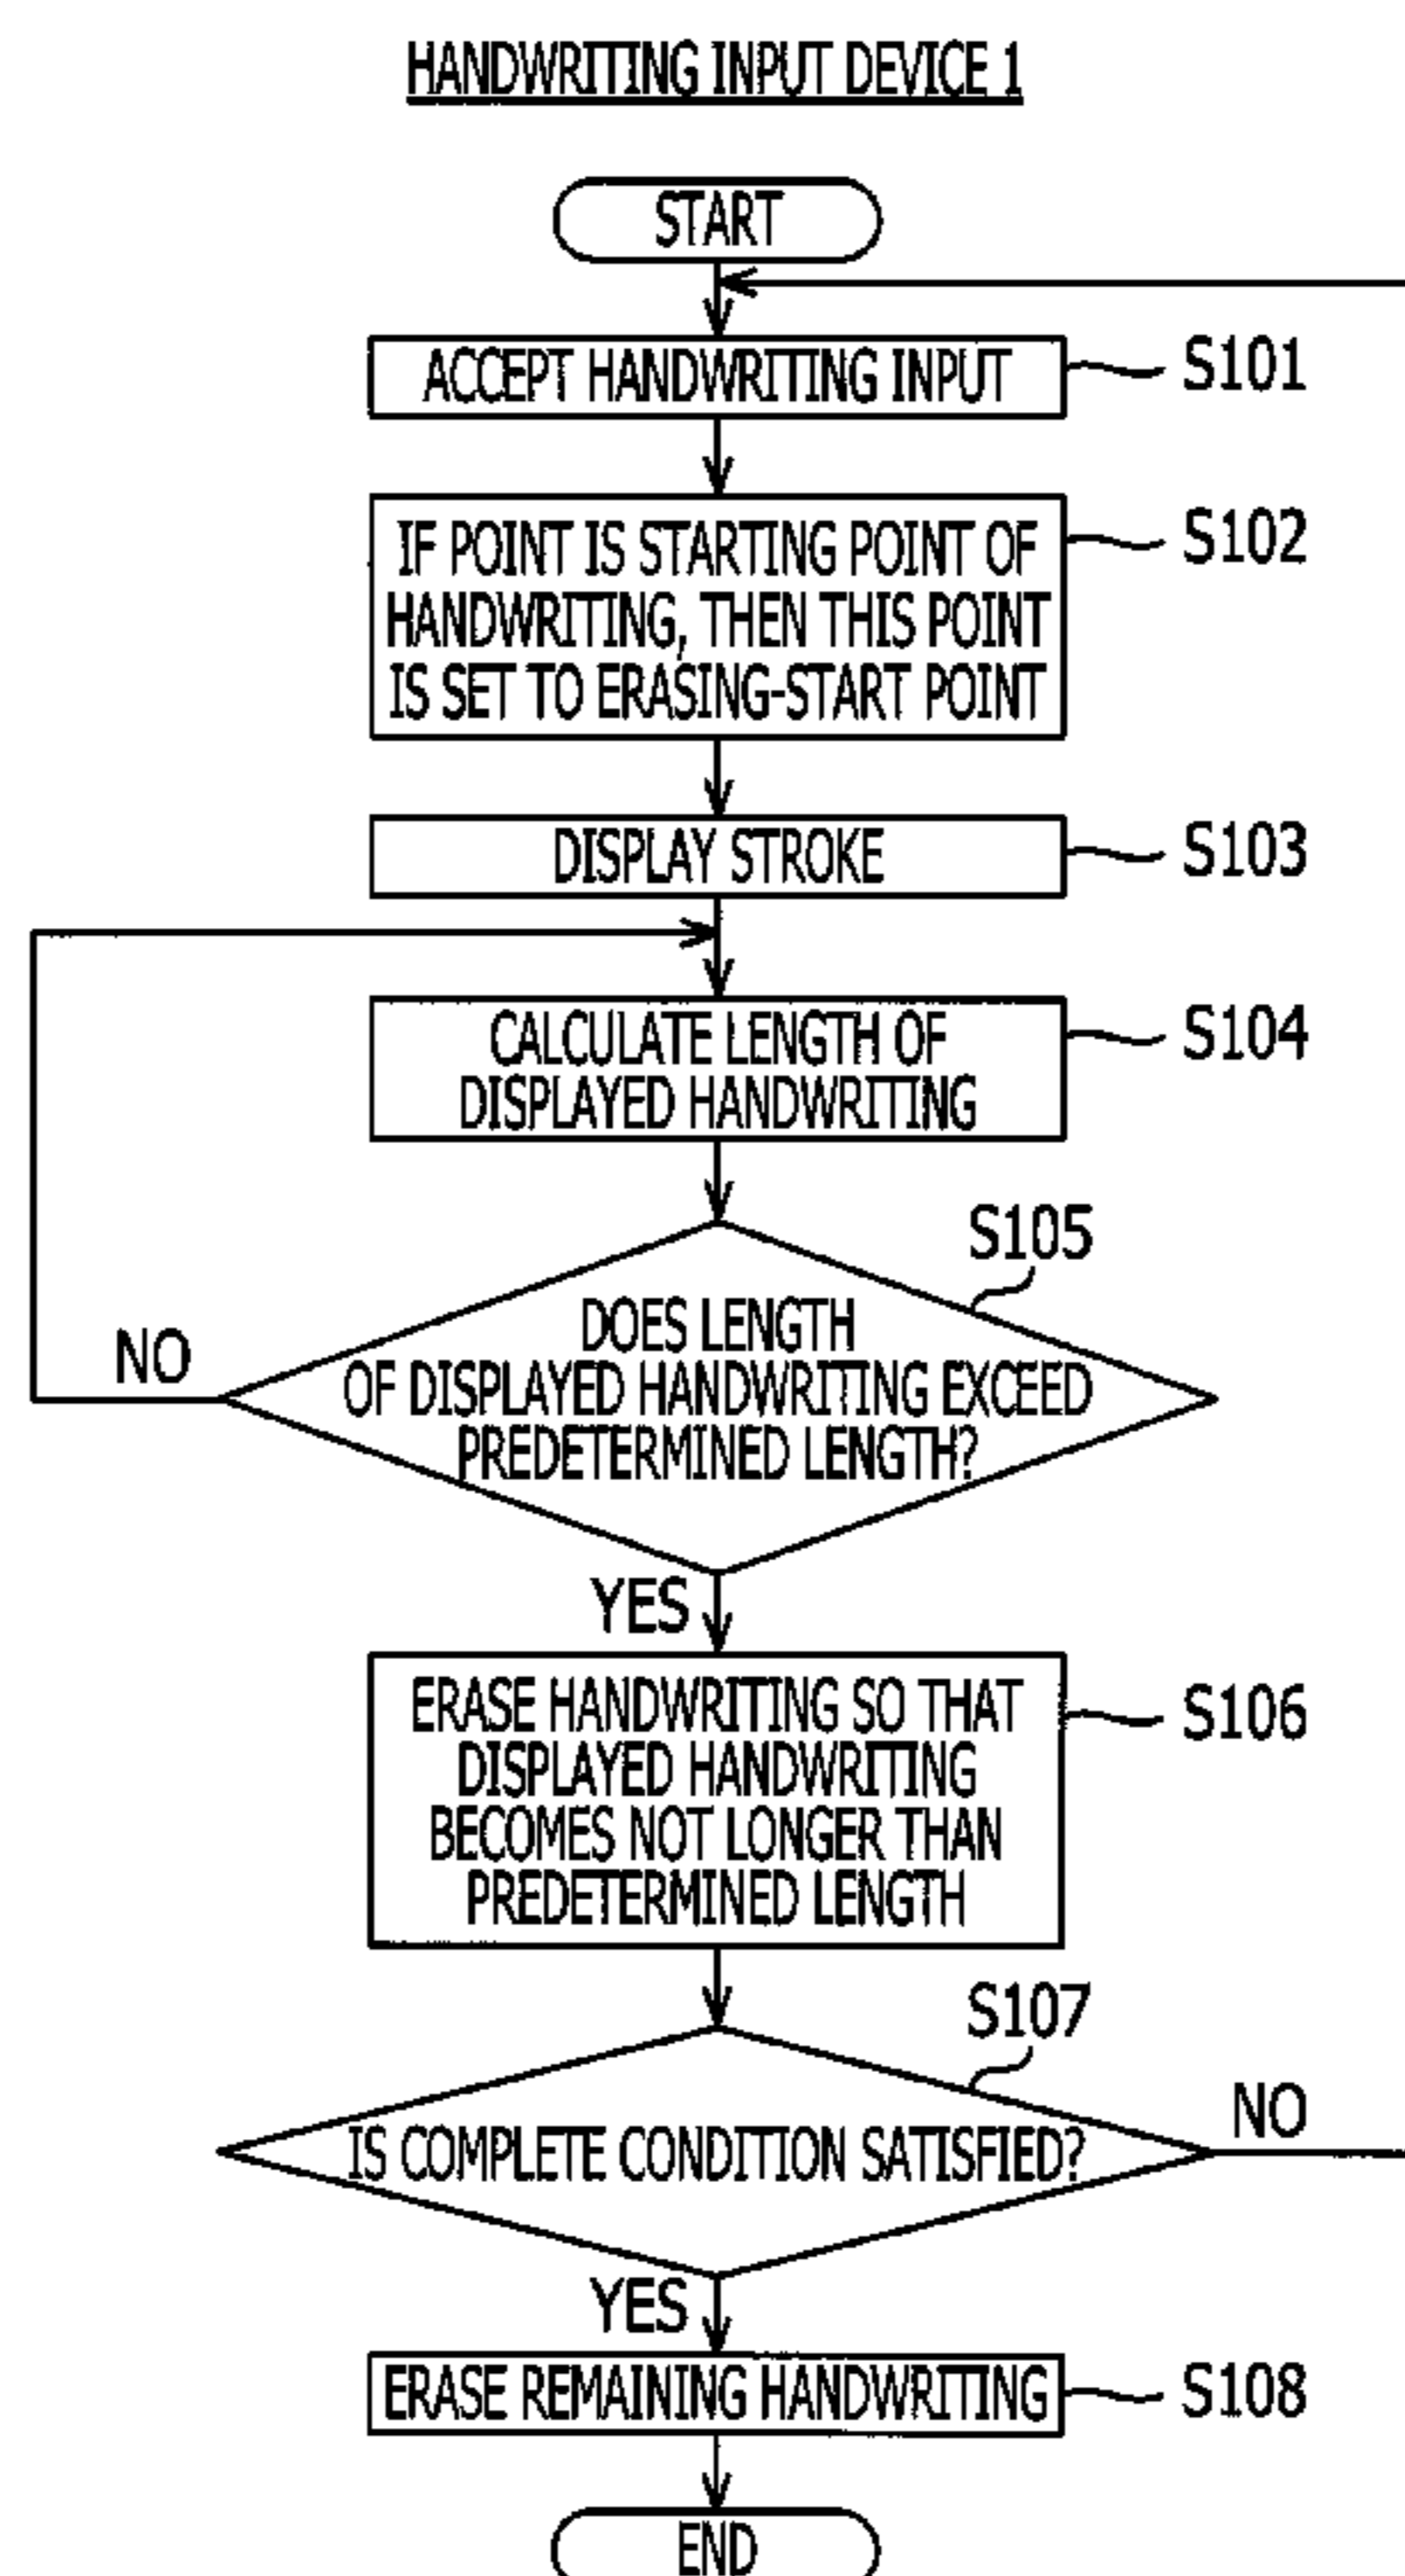 HANDWRITING INPUT DEVICE 1
START
ACCEPT HANDWRITING INPUT
S101
IF POINT IS STARTING POINT OF
HANDWRITING, THEN THIS POINT
IS SET TO ERASING-START POINT
S102
DISPLAY STROKE
S103
CALCULATE LENGTH OF
DISPLAYED HANDWRITING
S104
S105
DOES LENGTH
OF DISPLAYED HANDWRITING EXCEED
PREDETERMINED LENGTH?
NO
YES
ERASE HANDWRITING SO THAT
DISPLAYED HANDWRITING
BECOMES NOT LONGER THAN
PREDETERMINED LENGTH
S106
S107
IS COMPLETE CONDITION SATISFIED?
NO
YES
ERASE REMAINING HANDWRITING
S108
END